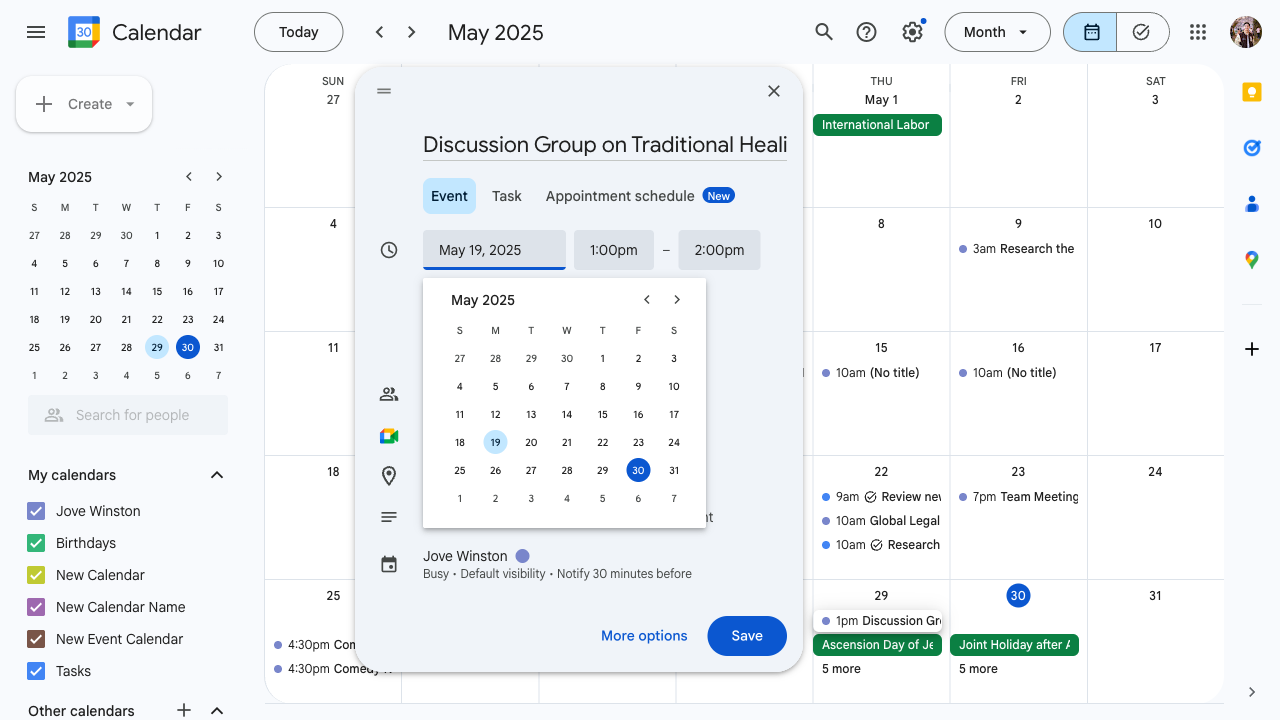 30 Calendar
Today
May 2025
Month
Create
May 2025
S M T W T F S
27 28 29 30 1 2 3
4 5 6 7 8 9 10
11 12 13 14 15 16 17
18 19 20 21 22 23 24
25 26 27 28 29 30 31
1 2 3 4 5 6 7
Search for people
My calendars
Jove Winston
Birthdays
New Calendar
New Calendar Name
New Event Calendar
Tasks
Other calendars
SUN THU FRI SAT
27 May 1 2 3
International Labor
4 8 9 10
3am Research the
11 15 16 17
10am (No title) 10am (No title)
18 22 23 24
9am Review nev 7pm Team Meeting
10am Global Legal
10am Research
25 29 30 31
1pm Discussion Gr
4:30pm Com Ascension Day of Je Joint Holiday after A
4:30pm Comedy 5 more 5 more
Discussion Group on Traditional Heali
Event Task Appointment schedule New
May 19, 2025 1:00pm – 2:00pm
May 2025
S M T W T F S
27 28 29 30 1 2 3
4 5 6 7 8 9 10
11 12 13 14 15 16 17
18 19 20 21 22 23 24
25 26 27 28 29 30 31
1 2 3 4 5 6 7
Jove Winston
Busy • Default visibility • Notify 30 minutes before
More options Save